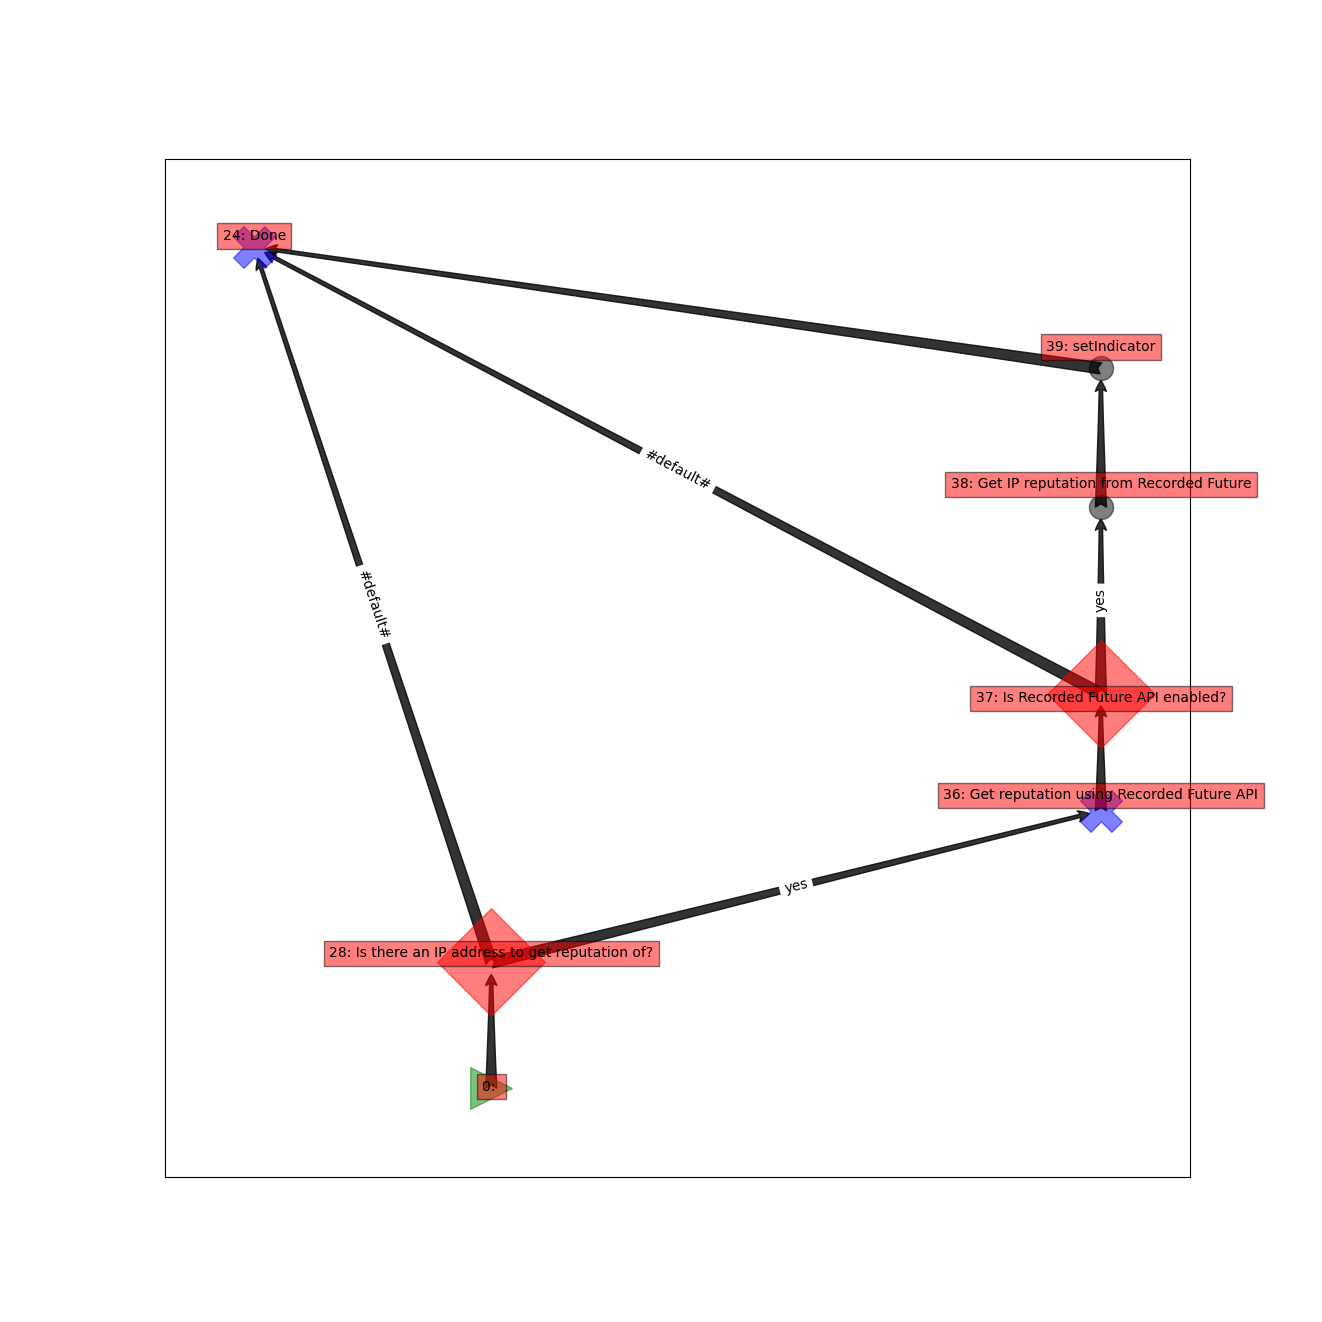 24: Done
39: setIndicator
#default#
38: Get IP reputation from Recorded Future
#default#
yes
37: Is Recorded Future API enabled?
36: Get reputation using Recorded Future API
yes
28: Is there an IP address to get reputation of?
0: